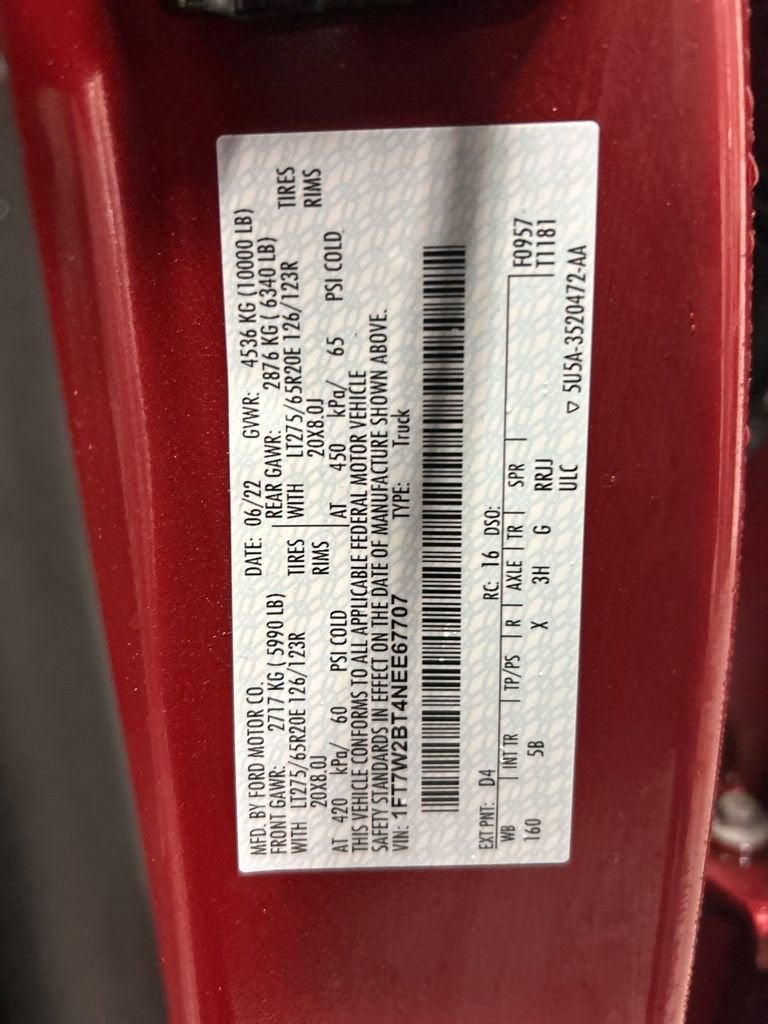 MFD. BY FORD MOTOR CO.
DATE: 06/22 GVWR: 4536 KG (10000 LB)
FRONT GAWR: 2717 KG ( 5990 LB) REAR GAWR: 2876 KG ( 6340 LB)
WITH LT275/65R20E 126/123R TIRES WITH LT275/65R20E 126/123R TIRES
20X8.0J RIMS 20X8.0J RIMS
AT 420 kPa/ 60 PSI COLD AT 450 kPa/ 65 PSI COLD
THIS VEHICLE CONFORMS TO ALL APPLICABLE FEDERAL MOTOR VEHICLE
SAFETY STANDARDS IN EFFECT ON THE DATE OF MANUFACTURE SHOWN ABOVE.
VIN: 1FT7W2BT4NEE67707 TYPE: Truck
EXT PNT: D4 RC: 16 DSO: F0957
WB INT TR TP/PS R AXLE TR SPR T1181
160 5B X 3H G RRJJ
ULC ▽ 5U5A-3520472-AA